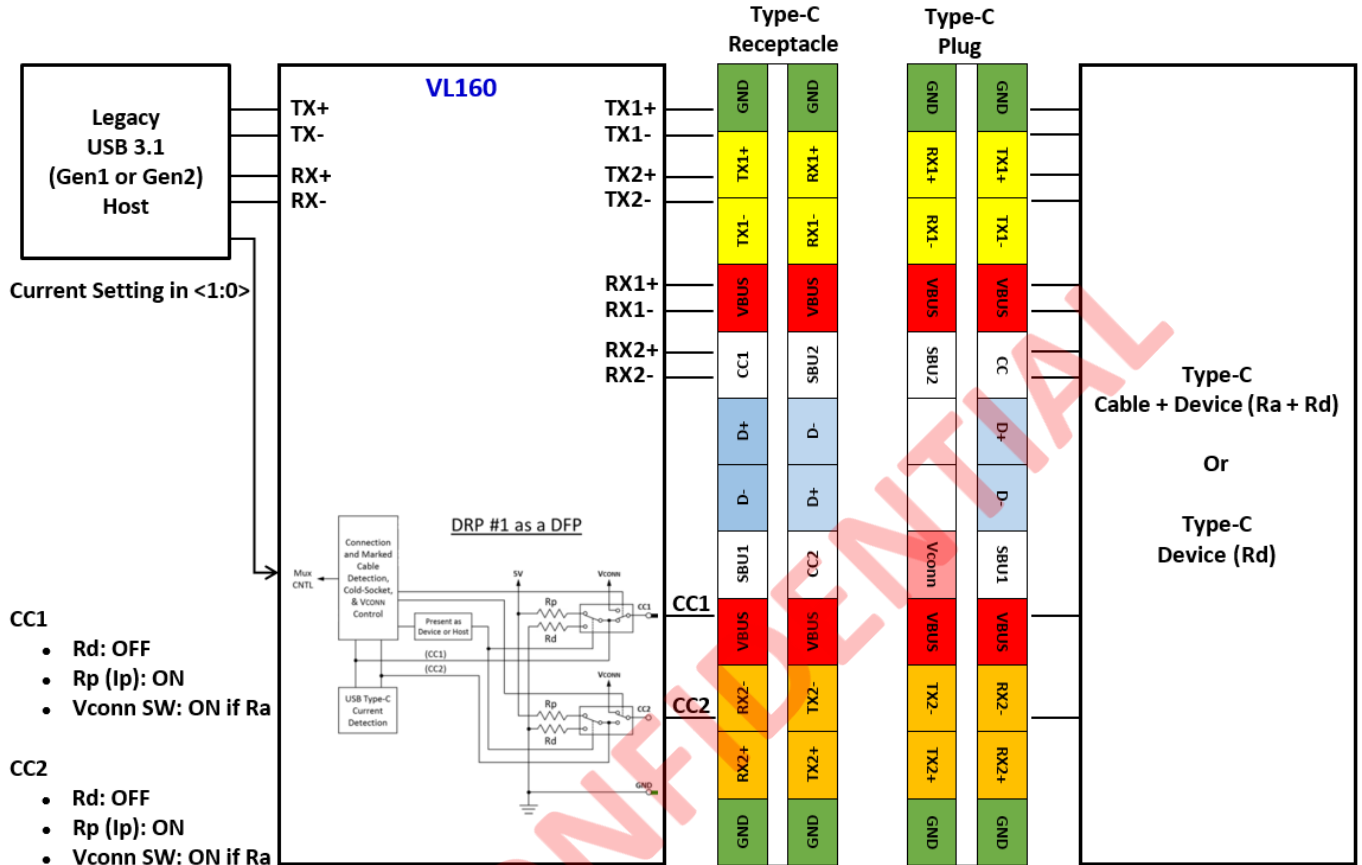 Type-C
Receptacle
Type-C
Plug
Legacy
USB 3.1
(Gen1 or Gen2)
Host
Current Setting in <1:0>
VL160
TX+
TX-
RX+
RX-
TX1+
TX1-
TX2+
TX2-
RX1+
RX1-
RX2+
RX2-
CC1
CC2
DRP #1 as a DFP
Connection
and Marked
Cable
Detection,
Cold-Socket,
& VCONN
Control
Mux
CNTL
Present as
Device or Host
(CC1)
(CC2)
USB Type-C
Current
Detection
5V
VCONN
Rp
Rd
CC1
VCONN
Rp
Rd
CC2
GND
GND
TX1+
TX1-
VBUS
CC1
D+
D-
SBU1
VBUS
RX2-
RX2+
GND
GND
RX1+
RX1-
VBUS
SBU2
D-
D+
CC2
VBUS
TX2-
TX2+
GND
GND
RX1+
RX1-
VBUS
SBU2
Vconn
VBUS
TX2-
TX2+
GND
GND
TX1+
TX1-
VBUS
CC
D+
D-
SBU1
VBUS
RX2-
RX2+
GND
Type-C
Cable + Device (Ra + Rd)
Or
Type-C
Device (Rd)
CC1
• Rd: OFF
• Rp (Ip): ON
• Vconn SW: ON if Ra
CC2
• Rd: OFF
• Rp (Ip): ON
• Vconn SW: ON if Ra
ONFIDENTIAL